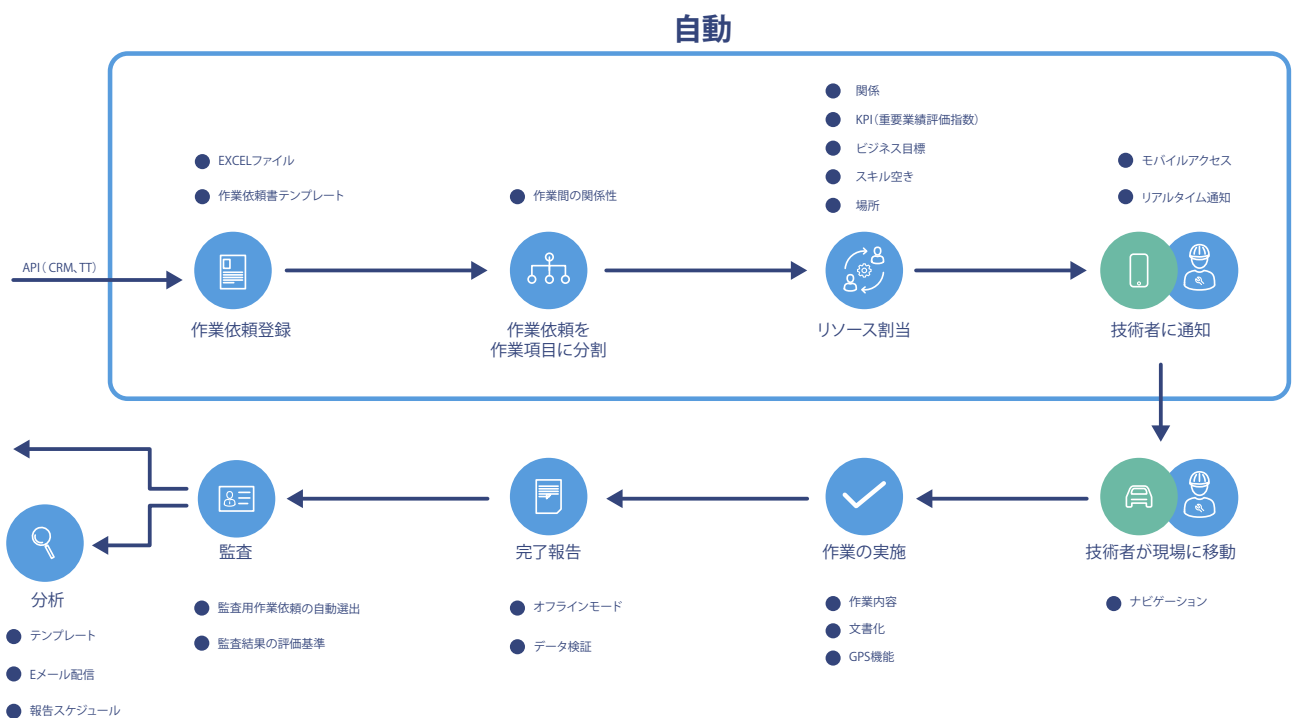 自動
API（CRM、TT）
EXCELファイル
作業依頼書テンプレート
作業依頼登録
作業間の関係性
作業依頼を
作業項目に分割
関係
KPI（重要業績評価指数）
ビジネス目標
スキル空き
場所
リソース割当
モバイルアクセス
リアルタイム通知
技術者に通知
技術者が現場に移動
ナビゲーション
作業の実施
作業内容
文書化
GPS機能
完了報告
オフラインモード
データ検証
監査
監査用作業依頼の自動選出
監査結果の評価基準
分析
テンプレート
Eメール配信
報告スケジュール